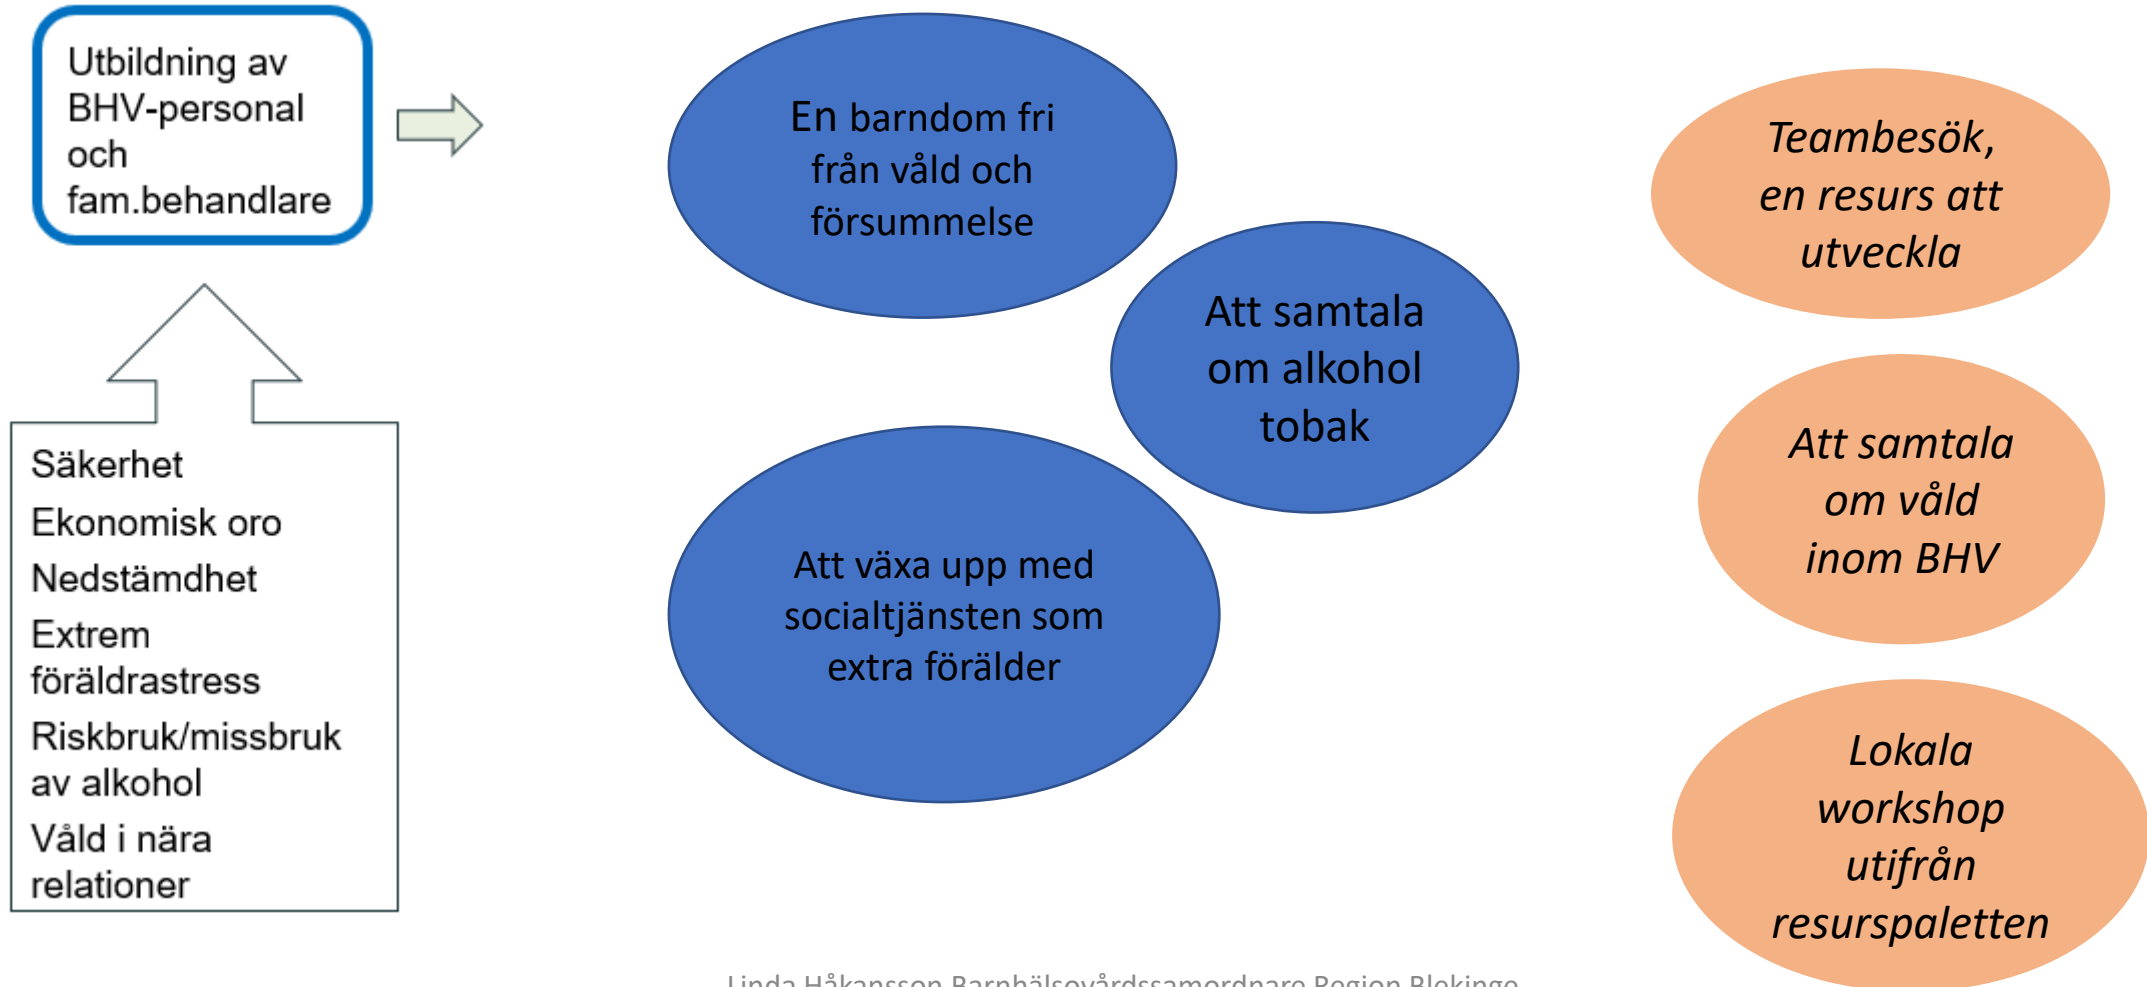 Utbildning av
BHV-personal
och
fam.behandlare
Säkerhet
Ekonomisk oro
Nedstämdhet
Extrem
föräldrastress
Riskbruk/missbruk
av alkohol
Våld i nära
relationer
En barndom fri
från våld och
försummelse
Att samtala
om alkohol
tobak
Att växa upp med
socialtjänsten som
extra förälder
Teambesök,
en resurs att
utveckla
Att samtala
om våld
inom BHV
Lokala
workshop
utifrån
resurspaletten
Linda Håkansson Barnhälsovårdssamordnare Region Blekinge